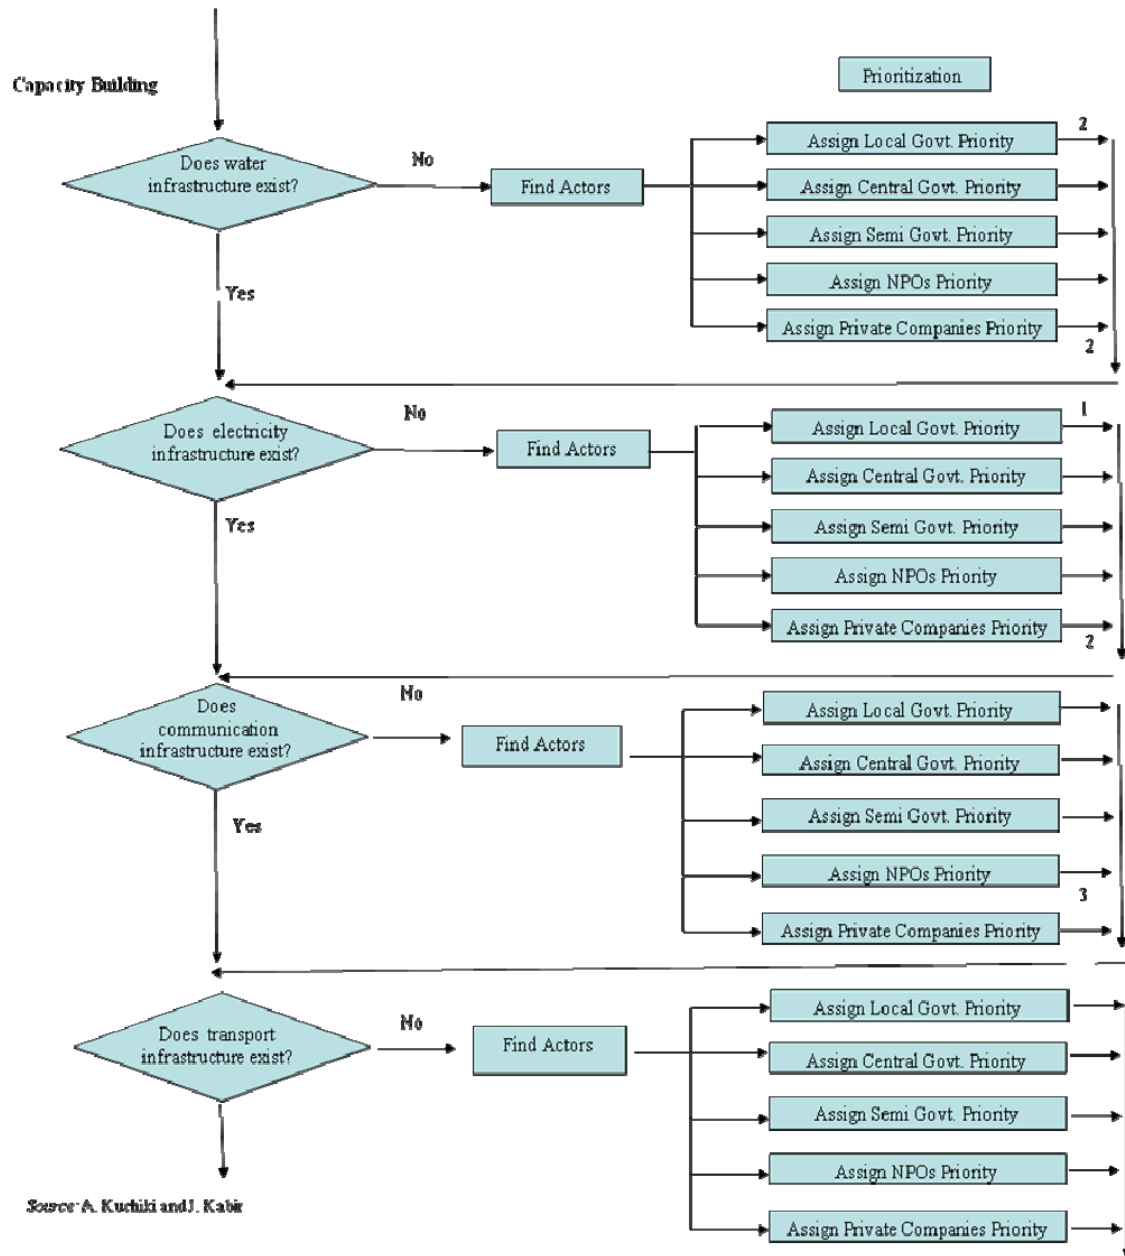 Capacity Building
Prioritization
Does water
infrastructure exist?
No
Find Actors
Assign Local Govt. Priority
2
Assign Central Govt. Priority
Assign Semi Govt. Priority
Assign NPOs Priority
Assign Private Companies Priority
2
Yes
Does electricity
infrastructure exist?
No
Find Actors
Assign Local Govt. Priority
1
Assign Central Govt. Priority
Assign Semi Govt. Priority
Assign NPOs Priority
Assign Private Companies Priority
2
Yes
Does
communication
infrastructure exist?
No
Find Actors
Assign Local Govt. Priority
Assign Central Govt. Priority
Assign Semi Govt. Priority
Assign NPOs Priority
3
Assign Private Companies Priority
Yes
Does transport
infrastructure exist?
No
Find Actors
Assign Local Govt. Priority
Assign Central Govt. Priority
Assign Semi Govt. Priority
Assign NPOs Priority
Assign Private Companies Priority
Source: A. Kuchiki and J. Kabir